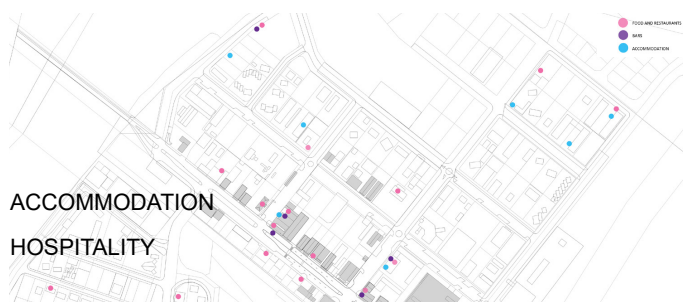 FOOD AND RESTAURANTS
BARS
ACCOMMODATION
ACCOMMODATION
HOSPITALITY